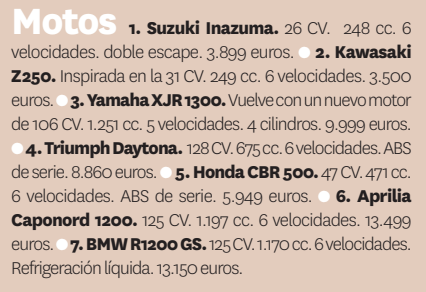 Motos 1. Suzuki Inazuma. 26 CV. 248 cc. 6
velocidades. doble escape. 3.899 euros. 2. Kawasaki
Z250. Inspirada en la 31 CV. 249 cc. 6 velocidades. 3.500
euros. 3. Yamaha XJR 1300. Vuelve con un nuevo motor
de 106 CV. 1.251 cc. 5 velocidades. 4 cilindros. 9.999 euros.
4. Triumph Daytona. 128 CV. 675 cc. 6 velocidades. ABS
de serie. 8.860 euros. 5. Honda CBR 500. 47 CV. 471 cc.
6 velocidades. ABS de serie. 5.949 euros. 6. Aprilia
Caponord 1200. 125 CV. 1.197 cc. 6 velocidades. 13.499
euros. 7. BMW R1200 GS. 125 CV. 1.170 cc. 6 velocidades.
Refrigeración líquida. 13.150 euros.